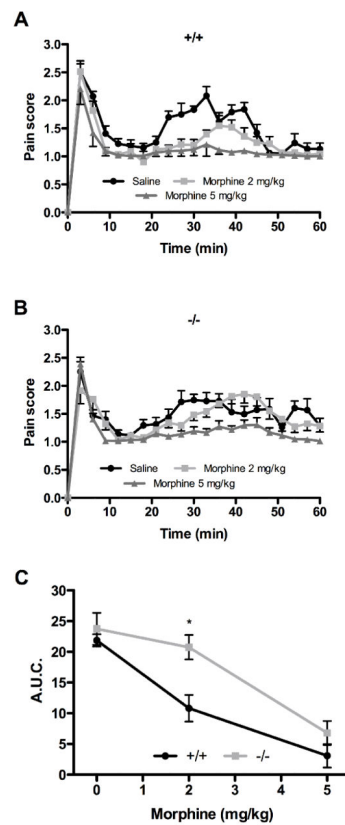 A
+/+
Pain score
3.0
2.5
2.0
1.5
1.0
0.5
0.0
Saline
Morphine 2 mg/kg
Morphine 5 mg/kg
0 10 20 30 40 50 60
Time (min)
B
-/-
Pain score
3.0
2.5
2.0
1.5
1.0
0.5
0.0
Saline
Morphine 2 mg/kg
Morphine 5 mg/kg
0 10 20 30 40 50 60
Time (min)
C
A.U.C.
30
25
20
15
10
5
0
*
+/+ -/-
0 1 2 3 4 5
Morphine (mg/kg)